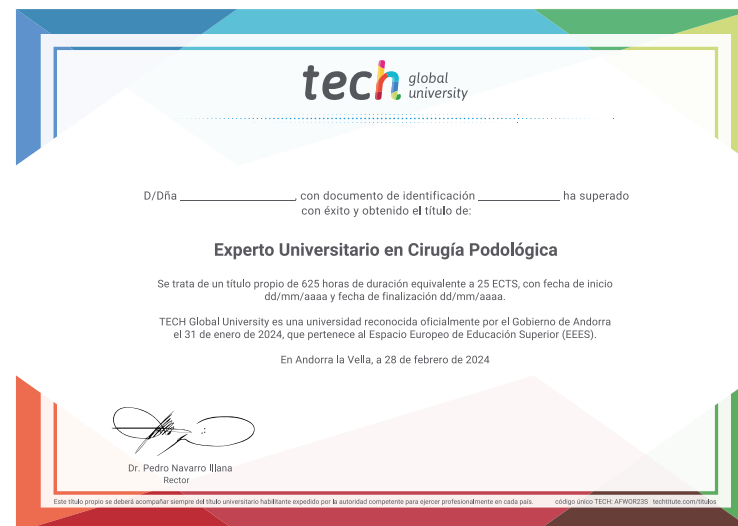 tech global university
D/Dña ______________, con documento de identificación ____________ ha superado
con éxito y obtenido el título de:
Experto Universitario en Cirugía Podológica
Se trata de un título propio de 625 horas de duración equivalente a 25 ECTS, con fecha de inicio
dd/mm/aaaa y fecha de finalización dd/mm/aaaa.
TECH Global University es una universidad reconocida oficialmente por el Gobierno de Andorra
el 31 de enero de 2024, que pertenece al Espacio Europeo de Educación Superior (EEES).
En Andorra la Vella, a 28 de febrero de 2024
Dr. Pedro Navarro Illana
Rector
Este título propio se deberá acompañar siempre del título universitario habilitante expedido por la autoridad competente para ejercer profesionalmente en cada país. código único TECH: AFWOR23S techtitute.com/titulos